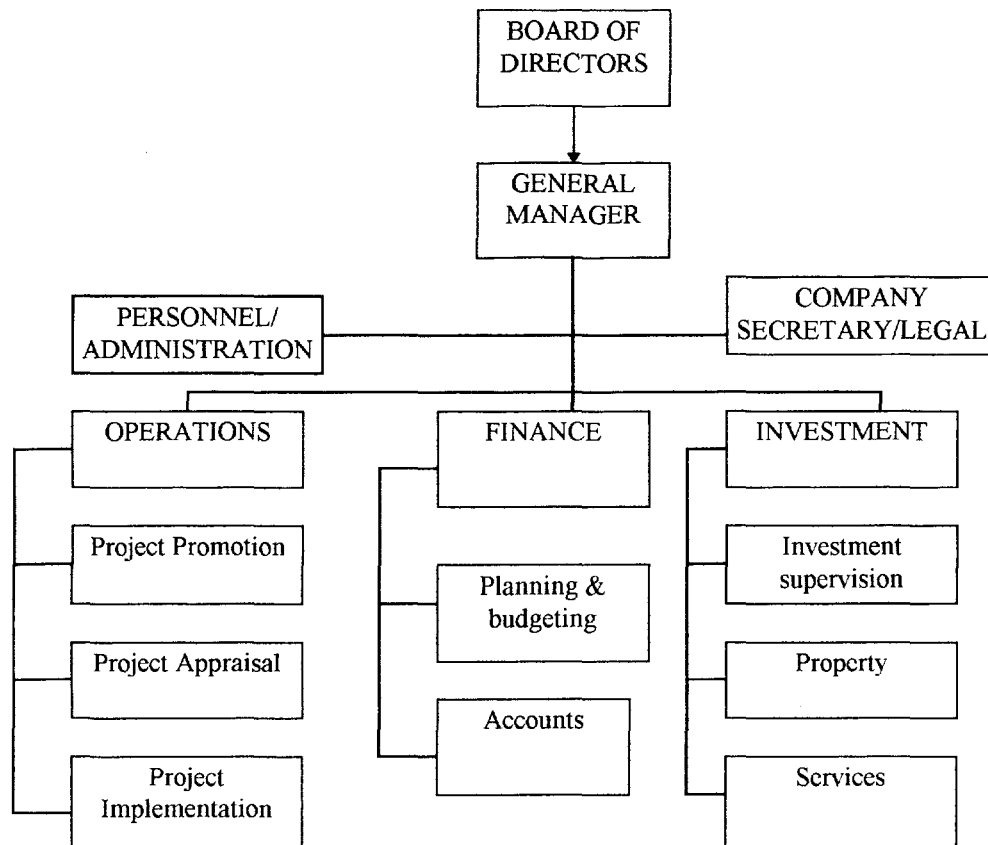 BOARD OF
DIRECTORS
GENERAL
MANAGER
PERSONNEL/
ADMINISTRATION
COMPANY
SECRETARY/LEGAL
OPERATIONS
FINANCE
INVESTMENT
Project Promotion
Planning &
budgeting
Investment
supervision
Project Appraisal
Accounts
Property
Project
Implementation
Services